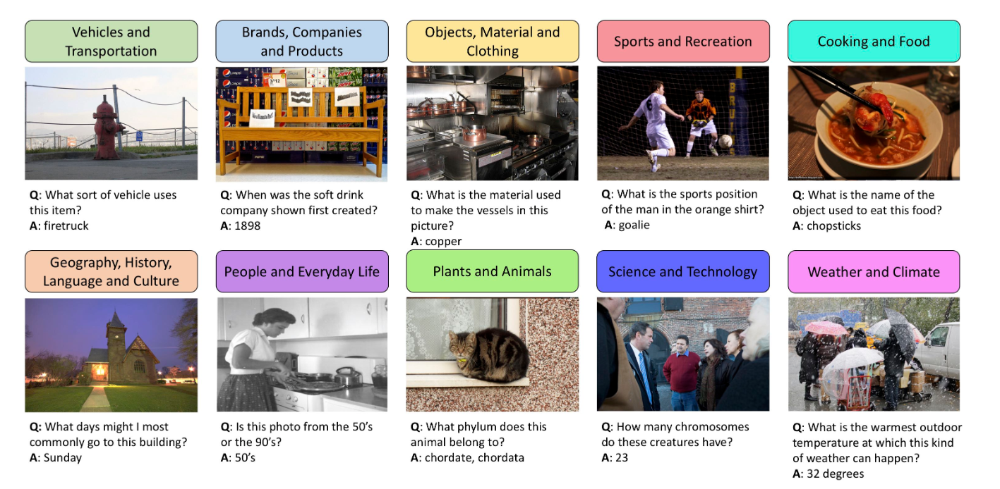 Vehicles and
Transportation
Brands, Companies
and Products
Objects, Material and
Clothing
Sports and Recreation
Cooking and Food
pepsi
3/12
pepsi
BRUINS
Q: What sort of vehicle uses
this item?
A: firetruck
Q: When was the soft drink
company shown first created?
A: 1898
Q: What is the material used
to make the vessels in this
picture?
A: copper
Q: What is the sports position
of the man in the orange shirt?
A: goalie
Q: What is the name of the
object used to eat this food?
A: chopsticks
Geography, History,
Language and Culture
People and Everyday Life
Plants and Animals
Science and Technology
Weather and Climate
Q: What days might I most
commonly go to this building?
A: Sunday
Q: Is this photo from the 50’s
or the 90’s?
A: 50’s
Q: What phylum does this
animal belong to?
A: chordate, chordata
Q: How many chromosomes
do these creatures have?
A: 23
Q: What is the warmest outdoor
temperature at which this kind
of weather can happen?
A: 32 degrees